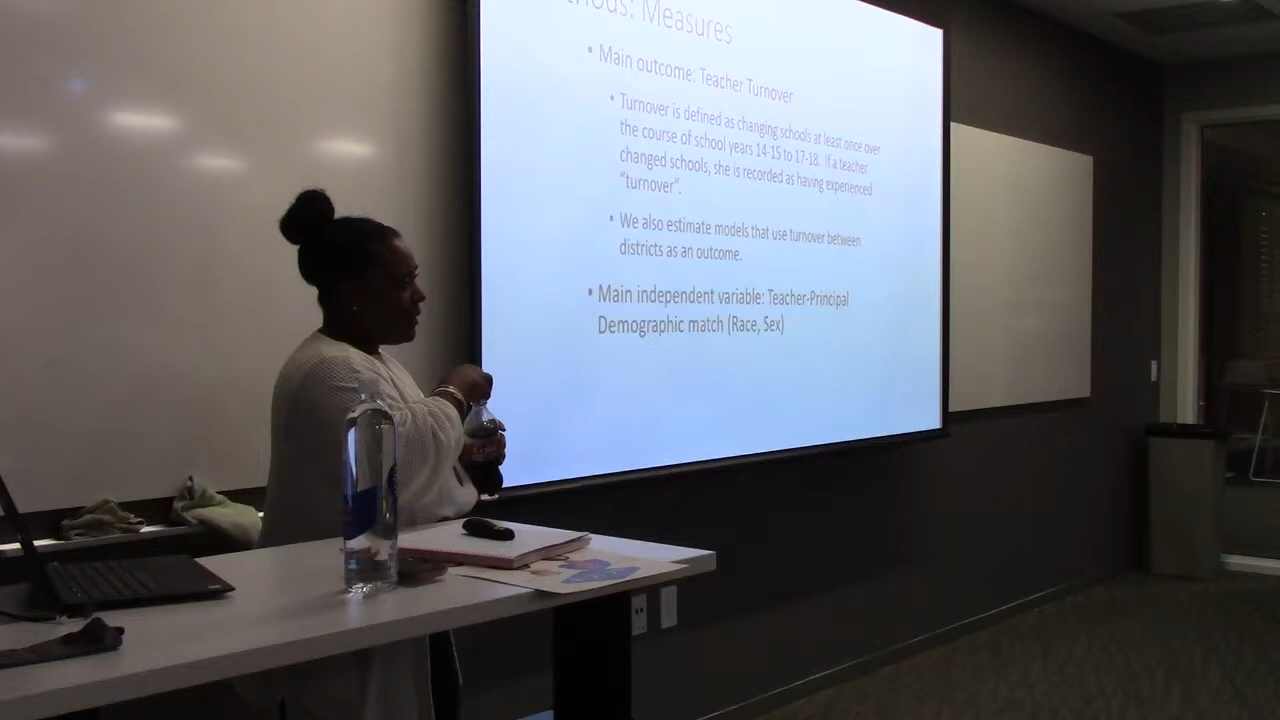 Measures
• Main outcome: Teacher Turnover
• Turnover is defined as changing schools at least once over
the course of school years 14-15 to 17-18. If a teacher
changed schools, she is recorded as having experienced
"turnover".
• We also estimate models that use turnover between
districts as an outcome.
• Main independent variable: Teacher-Principal
Demographic match (Race, Sex)